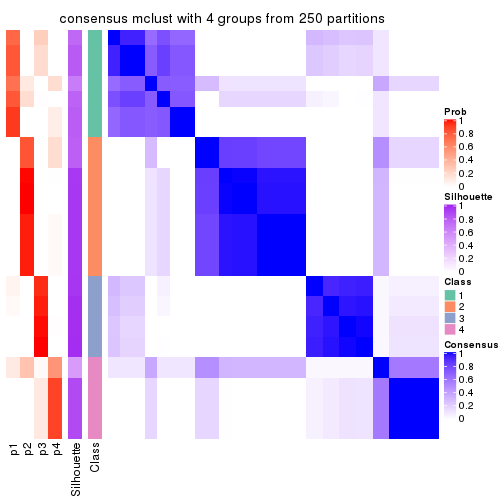 consensus mclust with 4 groups from 250 partitions
Prob
1
0.8
0.6
0.4
0.2
0
Silhouette
1
0.8
0.6
0.4
0.2
0
Class
1
2
3
4
Consensus
1
0.8
0.6
0.4
0.2
0
p1
p2
p3
p4
Silhouette
Class